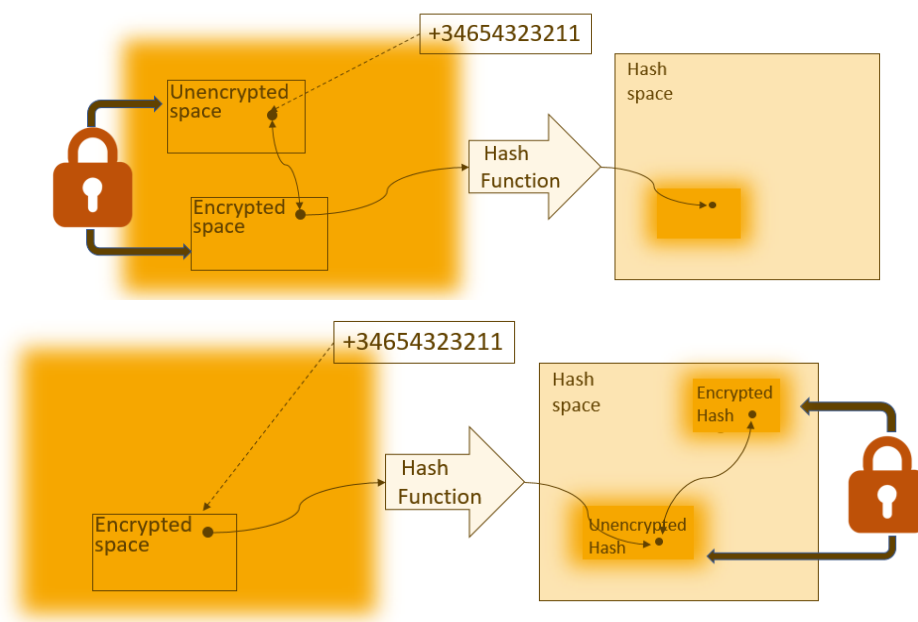 +34654323211
Unencrypted
space
Hash
space
Hash
Function
Encrypted
space
+34654323211
Hash
space
Encrypted
Hash
Hash
Function
Encrypted
space
Unencrypted
Hash